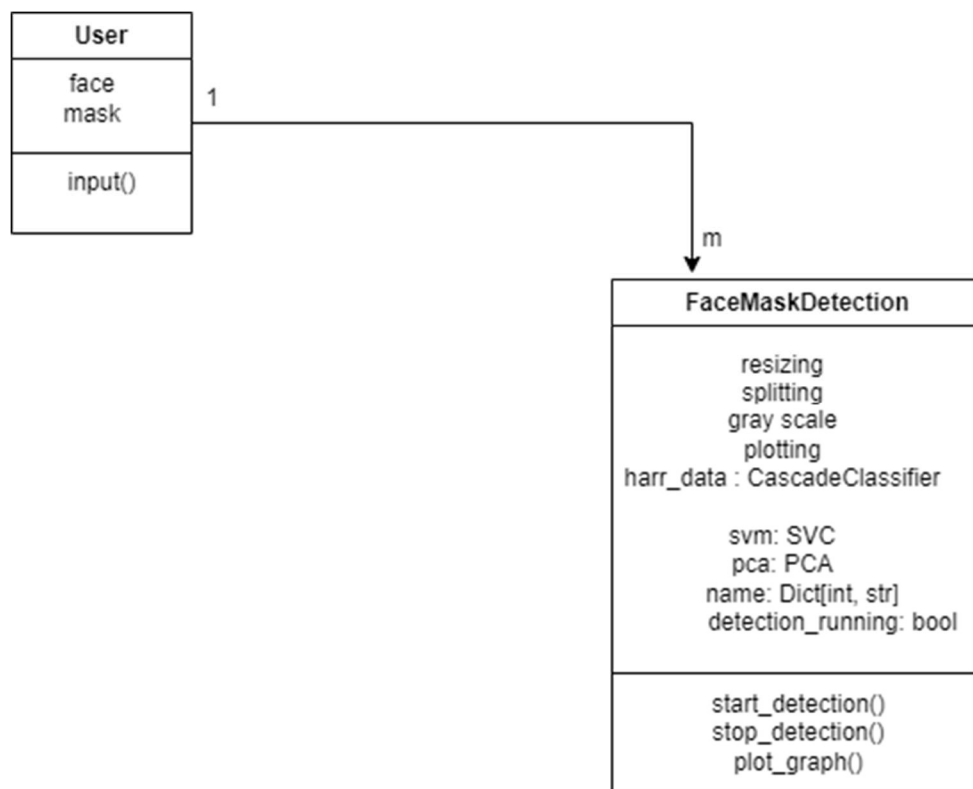 User
face
mask
input()
1
m
FaceMaskDetection
resizing
splitting
gray scale
plotting
harr_data : CascadeClassifier
svm: SVC
pca: PCA
name: Dict[int, str]
detection_running: bool
start_detection()
stop_detection()
plot_graph()